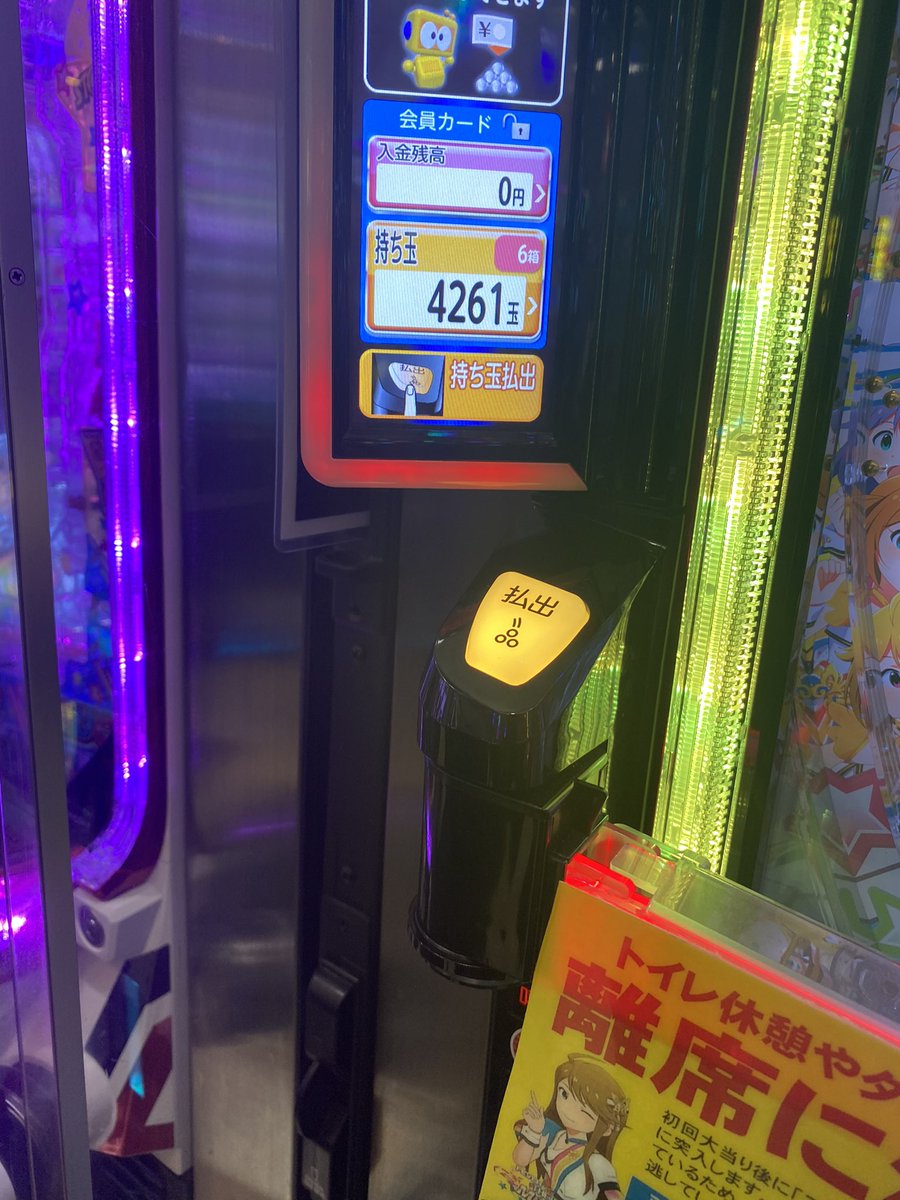 会員カード
入金残高
0円
持ち玉
6箱
4261玉
払出
持ち玉払出
払出
トイレ休憩やタ
離席に
初回大当り後に
に突入します
ているため
逃してい